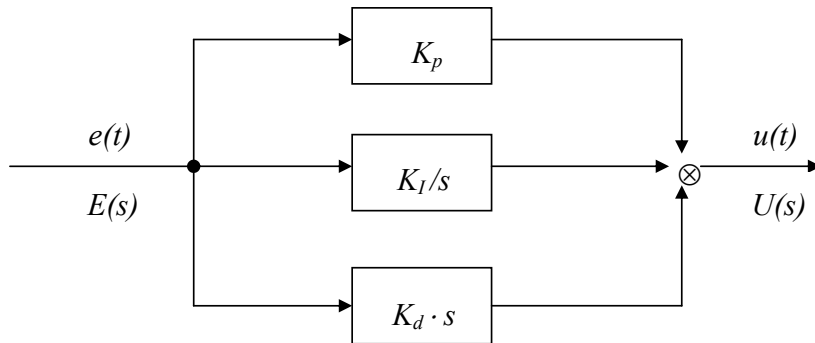 K_p
e(t)
u(t)
K_I/s
E(s)
U(s)
K_d · s